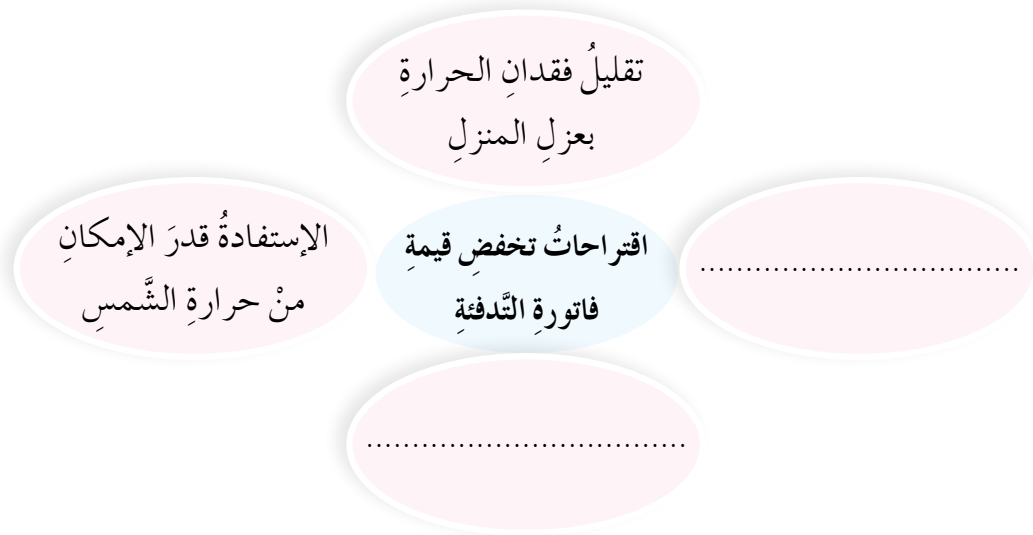 تقليلُ فقدانِ الحرارةِ
بعزلِ المنزلِ
..................................
اقتراحاتُ تخفضِ قيمةِ
فاتورةِ التَّدفئةِ
الإستفادةُ قدرَ الإمكانِ
منْ حرارةِ الشَّمسِ
..................................